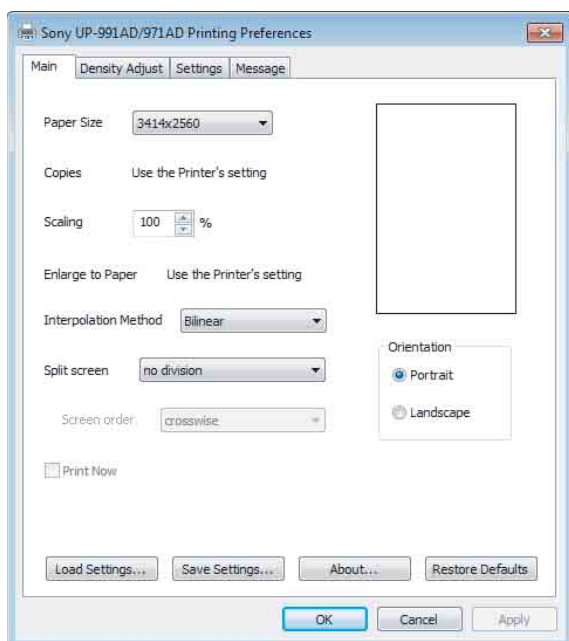 Sony UP-991AD/971AD Printing Preferences
Main Density Adjust Settings Message
Paper Size 3414x2560
Copies Use the Printer's setting
Scaling 100 %
Enlarge to Paper Use the Printer's setting
Interpolation Method Bilinear
Orientation
Split screen no division
Portrait
Screen order: crosswise
Landscape
Print Now
Load Settings... Save Settings... About... Restore Defaults
OK Cancel Apply